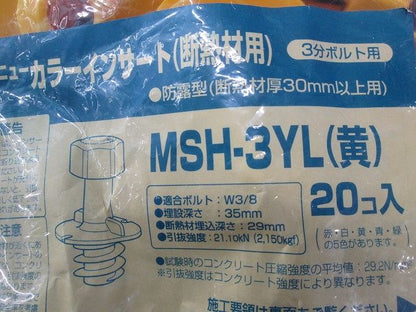 ニューカラーインサート(断熱材用)
3分ボルト用
●防露型(断熱材厚30mm以上用)
MSH-3YL(黄)
●適合ボルト：W3/8
●埋設深さ：35mm
●断熱材埋込深さ：29mm
●引抜強度：21.10kN(2,150kgf)
20コ入
(赤・白・黄・青・緑の5色があります。)
●試験時のコンクリート圧縮強度の平均値：29.2N/m
※引抜強度はコンクリート強度により異なります。
施工要領は裏面をご覧くださ
注意